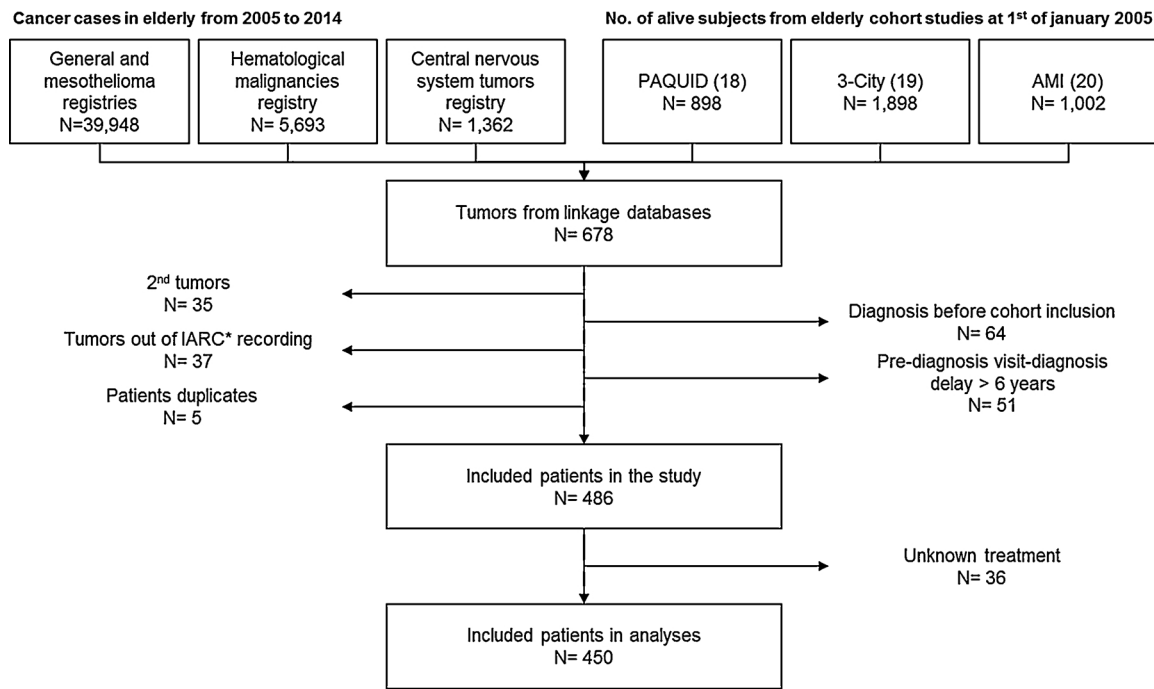 Cancer cases in elderly from 2005 to 2014
No. of alive subjects from elderly cohort studies at 1st of january 2005
General and
mesothelioma
registries
N=39,948
Hematological
malignancies
registry
N= 5,693
Central nervous
system tumors
registry
N= 1,362
PAQUID (18)
N= 898
3-City (19)
N= 1,898
AMI (20)
N= 1,002
Tumors from linkage databases
N= 678
2nd tumors
N= 35
Diagnosis before cohort inclusion
N= 64
Tumors out of IARC* recording
N= 37
Pre-diagnosis visit-diagnosis
delay > 6 years
N= 51
Patients duplicates
N= 5
Included patients in the study
N= 486
Unknown treatment
N= 36
Included patients in analyses
N= 450